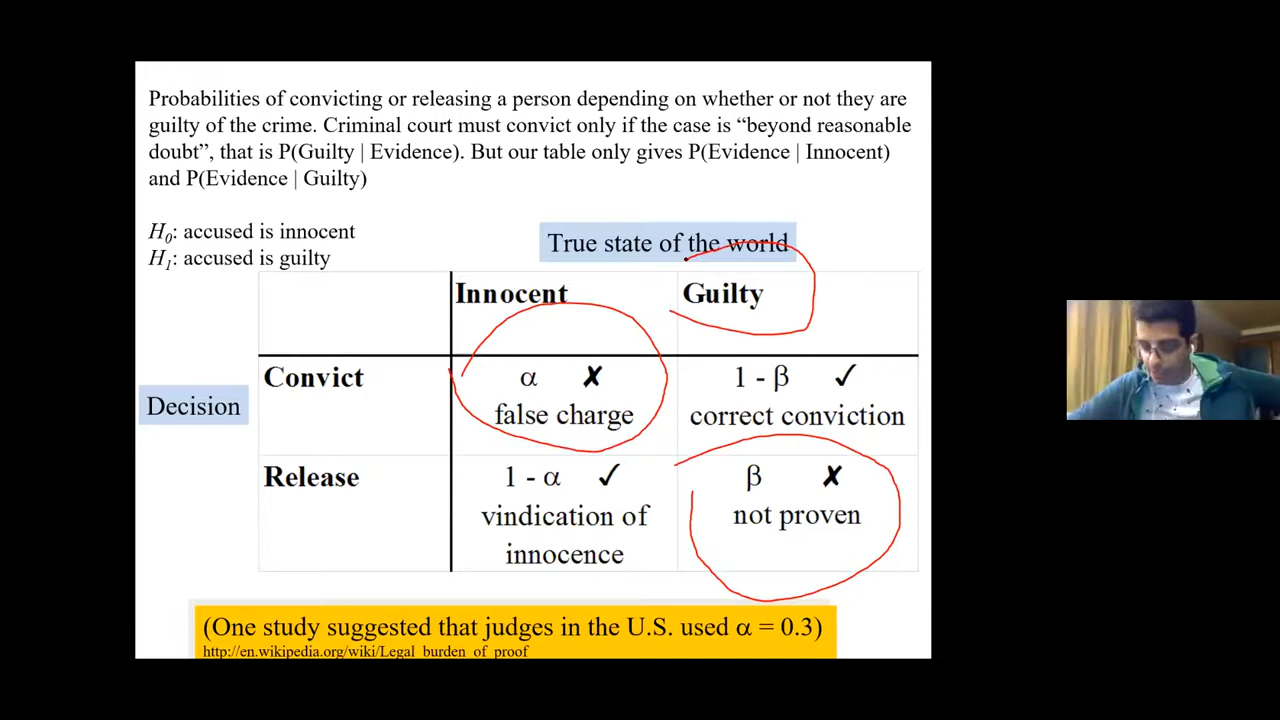 Probabilities of convicting or releasing a person depending on whether or not they are
guilty of the crime. Criminal court must convict only if the case is “beyond reasonable
doubt”, that is P(Guilty | Evidence). But our table only gives P(Evidence | Innocent)
and P(Evidence | Guilty)
H0: accused is innocent
H1: accused is guilty
True state of the world
Innocent Guilty
Decision
Convict
α ✗
false charge
1 - β ✓
correct conviction
Release
1 - α ✓
vindication of
innocence
β ✗
not proven
(One study suggested that judges in the U.S. used α = 0.3)
http://en.wikipedia.org/wiki/Legal_burden_of_proof